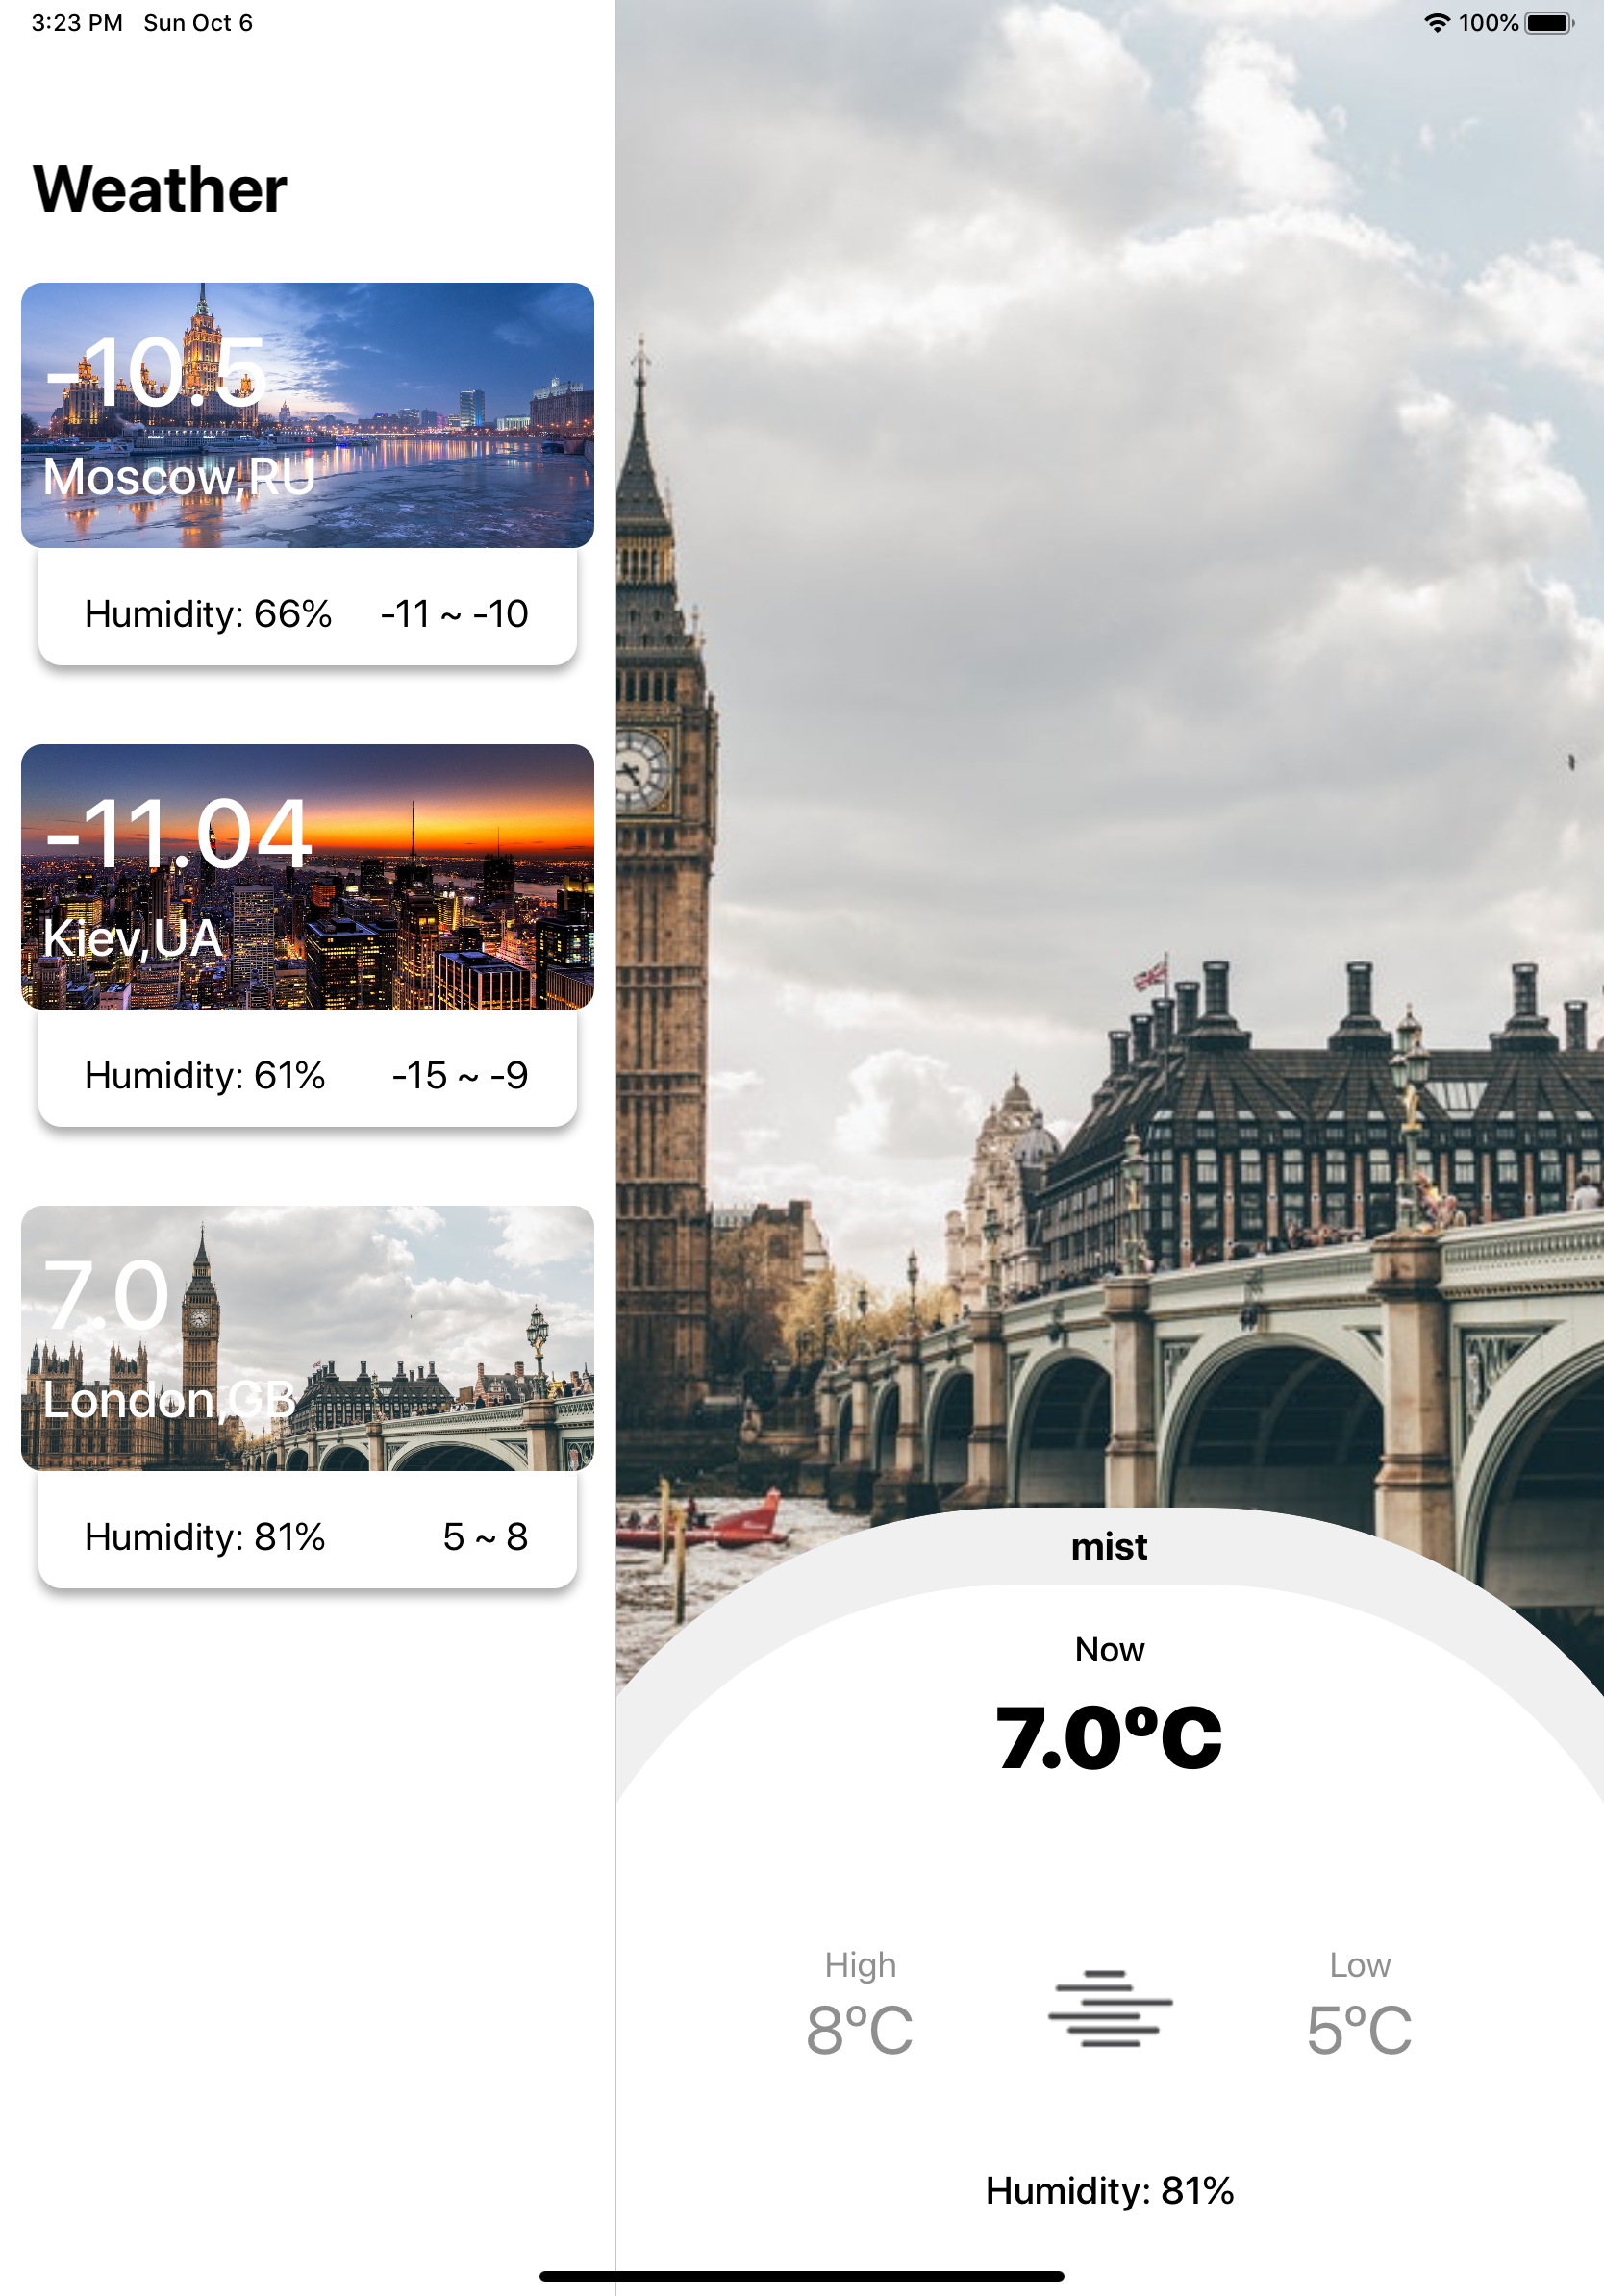 3:23 PM Sun Oct 6
100%
Weather
-10.5
Moscow,RU
Humidity: 66% -11 ~ -10
-11.04
Kiev,UA
Humidity: 61% -15 ~ -9
7.0
London,GB
Humidity: 81% 5 ~ 8
mist
Now
7.0°C
High
8°C
Low
5°C
Humidity: 81%